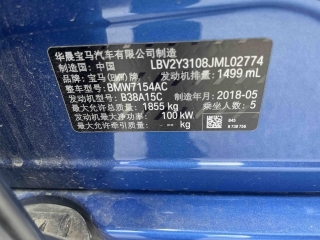 华晨宝马汽车有限公司制造
制造国：中国 LBV2Y3108JML02774
品牌：宝马(BMW)牌 发动机排量：1499 mL
整车型号：BMW7154AC
发动机型号：B38A15C
最大允许总质量：1855 kg 制造年月：2018-05
发动机最大净功率：100 kW 乘坐人数：5
最大允许牵引质量：-- kg